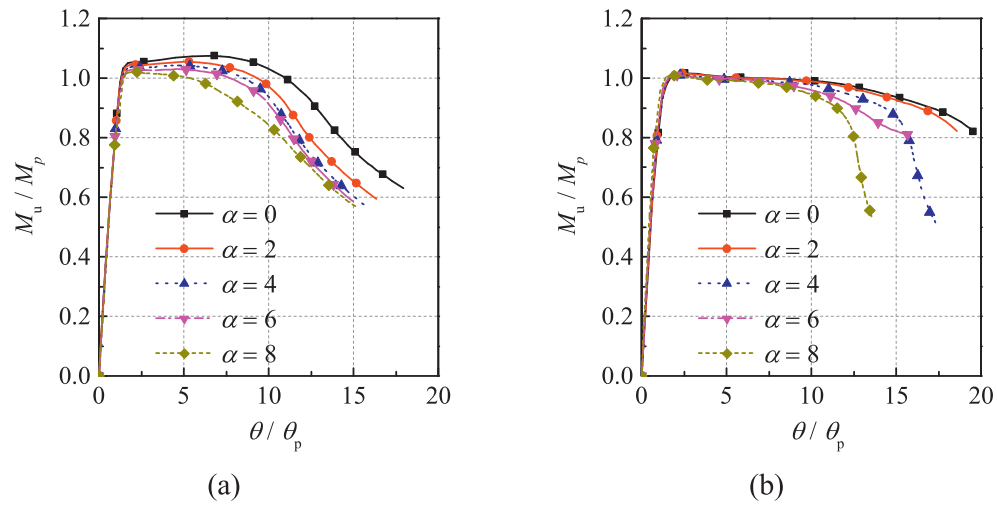 1.2
1.0
0.8
0.6
0.4
0.2
0.0
0 5 10 15 20
M_u / M_p
θ / θ_p
α = 0
α = 2
α = 4
α = 6
α = 8
(a)
1.2
1.0
0.8
0.6
0.4
0.2
0.0
0 5 10 15 20
M_u / M_p
θ / θ_p
α = 0
α = 2
α = 4
α = 6
α = 8
(b)